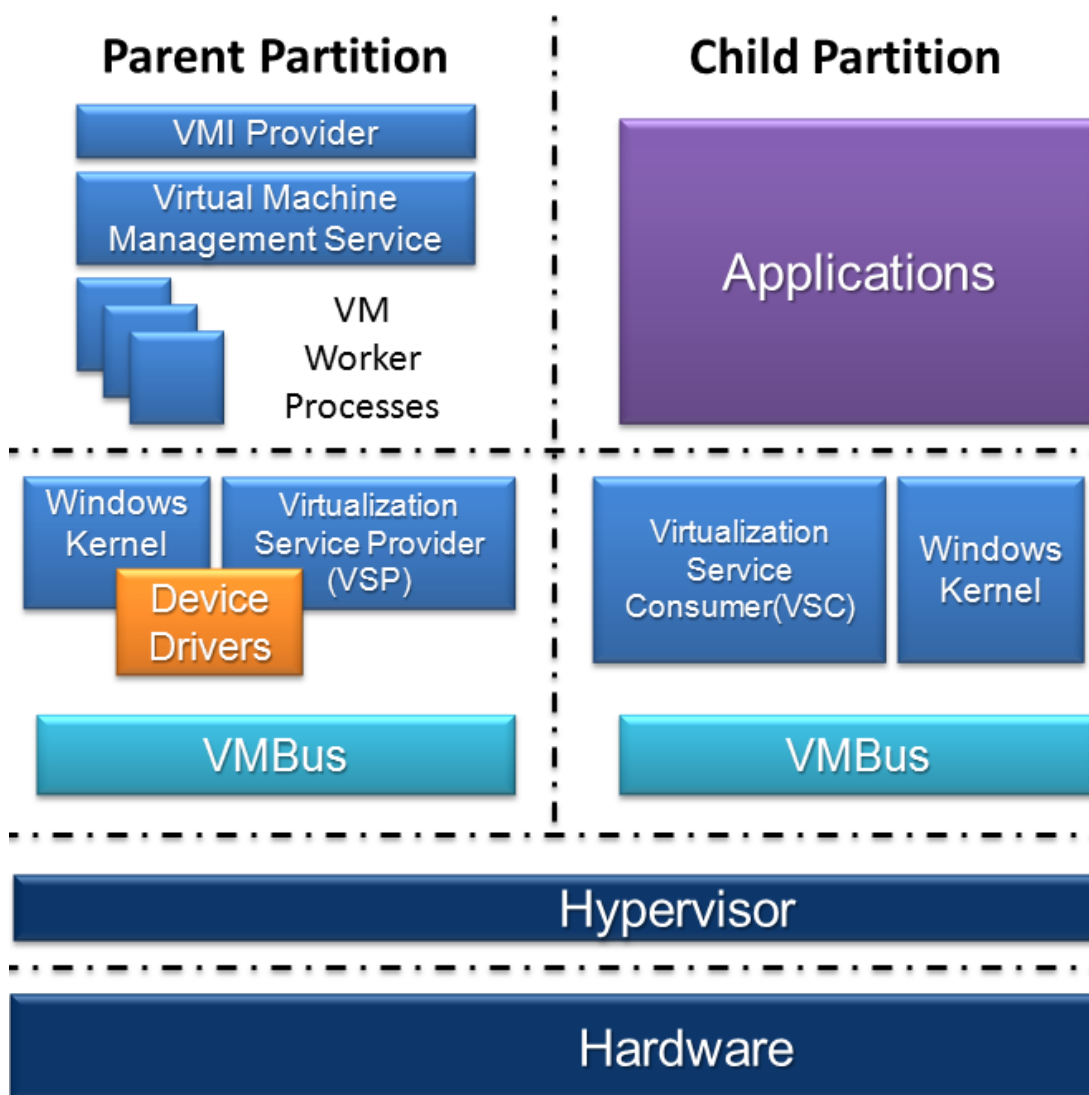 Parent Partition
VMI Provider
Virtual Machine
Management Service
VM
Worker
Processes
Child Partition
Applications
Windows
Kernel
Virtualization
Service Provider
(VSP)
Device
Drivers
VMBus
Virtualization
Service
Consumer(VSC)
Windows
Kernel
VMBus
Hypervisor
Hardware